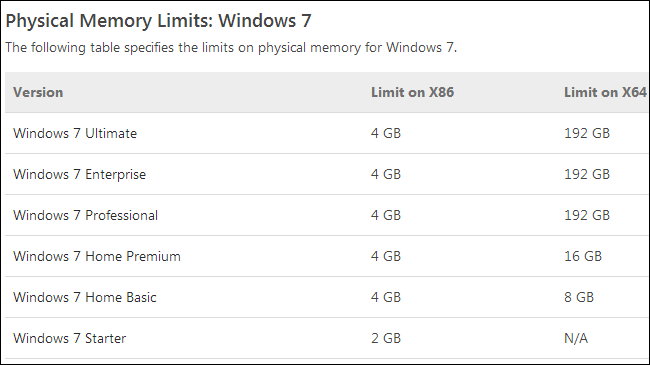 Physical Memory Limits: Windows 7
The following table specifies the limits on physical memory for Windows 7.
Version Limit on X86 Limit on X64
Windows 7 Ultimate 4 GB 192 GB
Windows 7 Enterprise 4 GB 192 GB
Windows 7 Professional 4 GB 192 GB
Windows 7 Home Premium 4 GB 16 GB
Windows 7 Home Basic 4 GB 8 GB
Windows 7 Starter 2 GB N/A